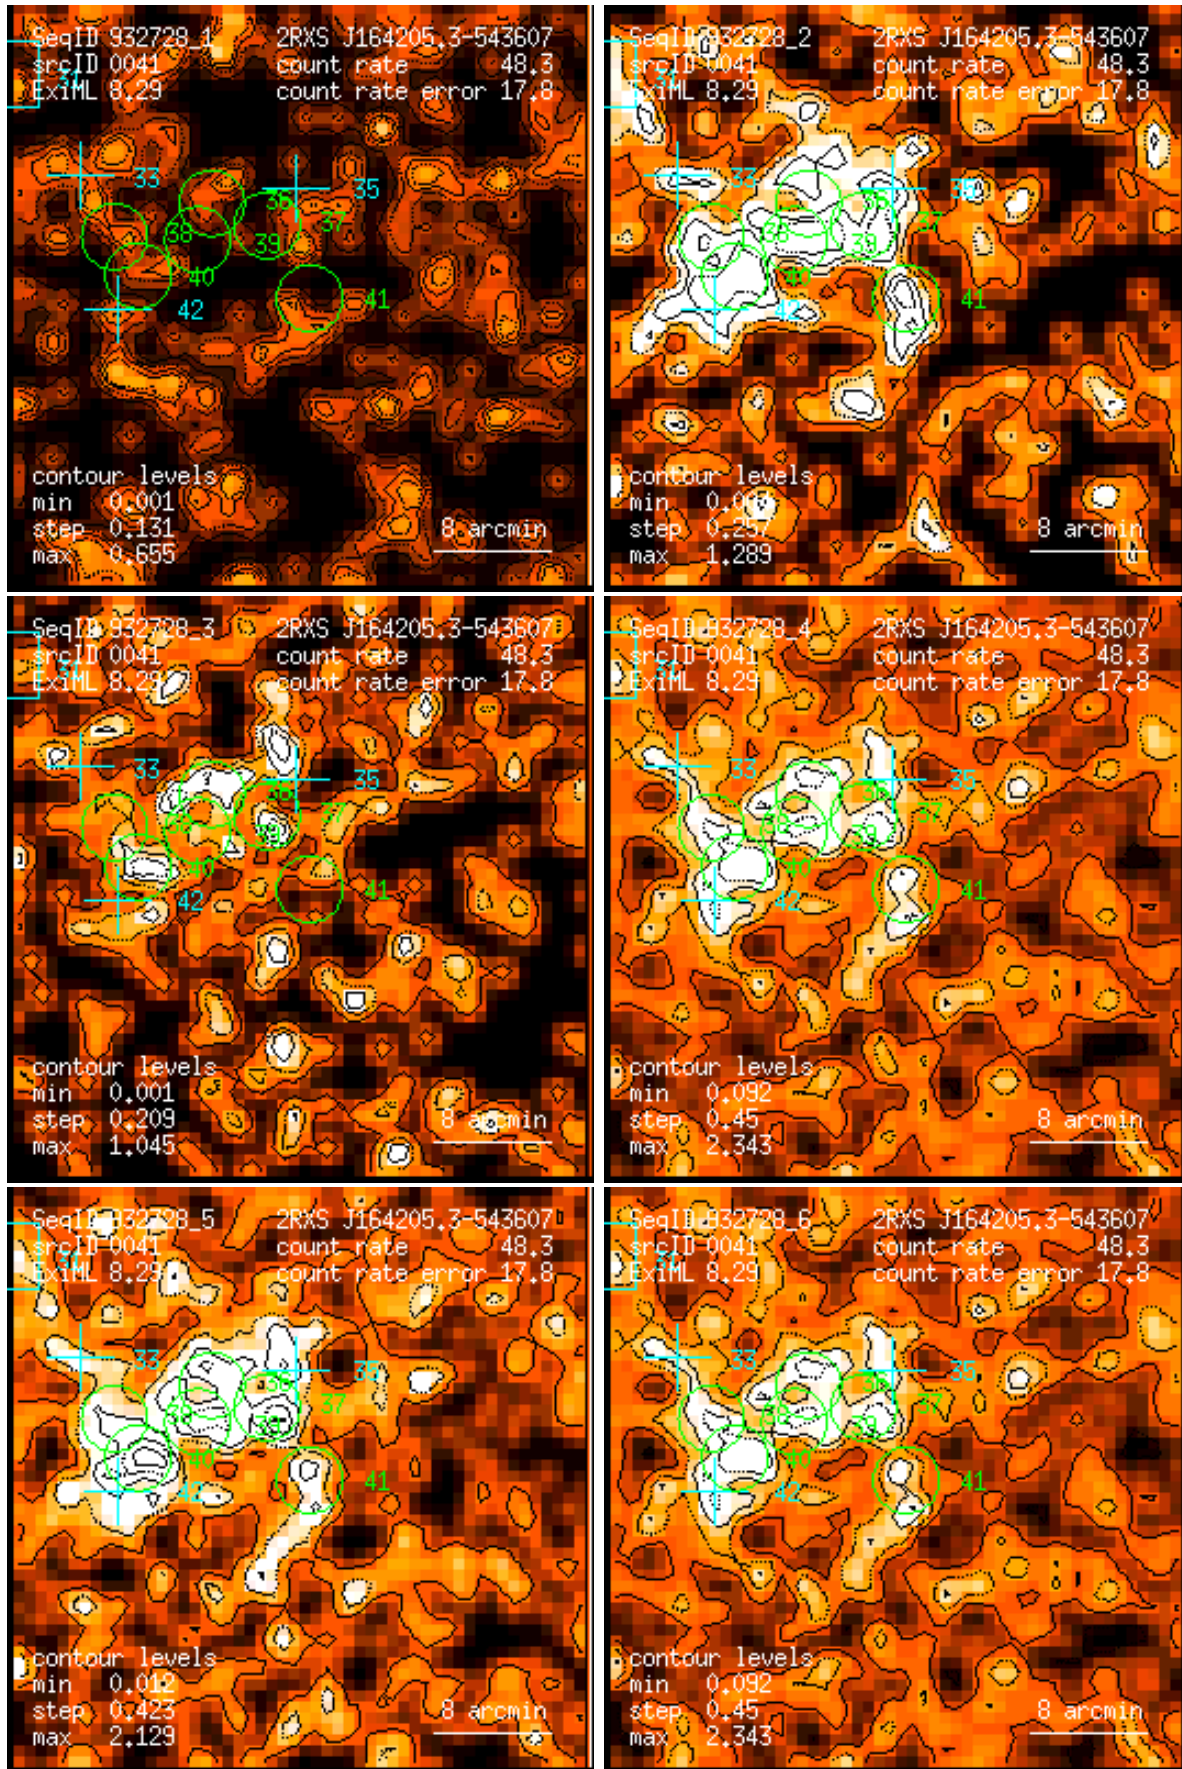 SeqID 932728_1 2RXS J164205.3-543607
srcID 0041 count rate 48.3
31
ExiML 8.29 count rate error 17.8
33
35
36
37
38
39
40
41
42
contour levels
min 0.001
step 0.131 8 arcmin
max 0.655
SeqID 932728_2 2RXS J164205.3-543607
srcID 0041 count rate 48.3
31
ExiML 8.29 count rate error 17.8
33
35
36
37
38
39
40
41
42
contour levels
min
step 0.257 8 arcmin
max 1.289
SeqID 932728_3 2RXS J164205.3-543607
srcID 0041 count rate 48.3
31
ExiML 8.29 count rate error 17.8
33
35
36
37
38
39
40
41
42
contour levels
min 0.001
step 0.209 8 arcmin
max 1.045
SeqID 932728_4 2RXS J164205.3-543607
srcID 0041 count rate 48.3
31
ExiML 8.29 count rate error 17.8
33
35
36
37
38
39
40
41
42
contour levels
min 0.092
step 0.45 8 arcmin
max 2.343
SeqID 932728_5 2RXS J164205.3-543607
srcID 0041 count rate 48.3
31
ExiML 8.29 count rate error 17.8
33
35
36
37
38
39
40
41
42
contour levels
min 0.012
step 0.423 8 arcmin
max 2.129
SeqID 932728_6 2RXS J164205.3-543607
srcID 0041 count rate 48.3
31
ExiML 8.29 count rate error 17.8
33
35
36
37
38
39
40
41
42
contour levels
min 0.092
step 0.45 8 arcmin
max 2.343